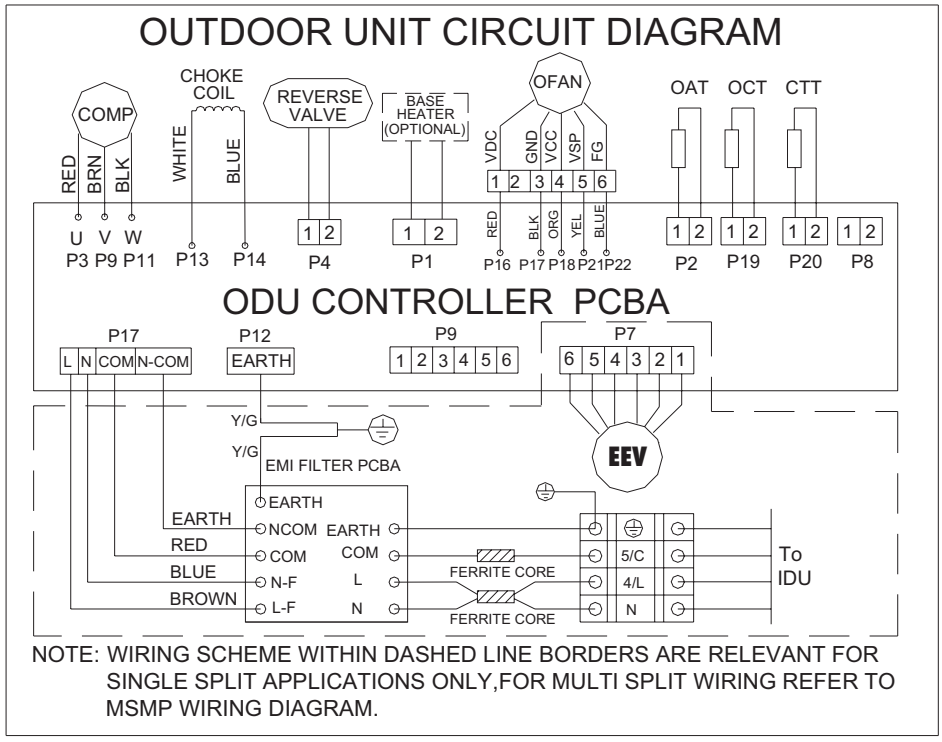 OUTDOOR UNIT CIRCUIT DIAGRAM
COMP
CHOKE
COIL
REVERSE
VALVE
BASE
HEATER
(OPTIONAL)
OFAN
OAT OCT CTT
RED BRN BLK
WHITE BLUE
VDC GND VCC VSP FG
1 2 3 4 5 6
RED BLK ORG YEL BLUE
U V W
P3 P9 P11 P13 P14
1 2
P4
1 2
P1
P16 P17 P18 P21 P22
1 2
P2
1 2
P19
1 2
P20
1 2
P8
ODU CONTROLLER PCBA
P17
L N COM N-COM
P12
EARTH
P9
1 2 3 4 5 6
P7
6 5 4 3 2 1
Y/G
Y/G
EEV
EMI FILTER PCBA
EARTH
EARTH NCOM EARTH
RED COM COM
BLUE N-F L
BROWN L-F N
FERRITE CORE
FERRITE CORE
5/C
4/L
N
To
IDU
NOTE: WIRING SCHEME WITHIN DASHED LINE BORDERS ARE RELEVANT FOR
SINGLE SPLIT APPLICATIONS ONLY,FOR MULTI SPLIT WIRING REFER TO
MSMP WIRING DIAGRAM.